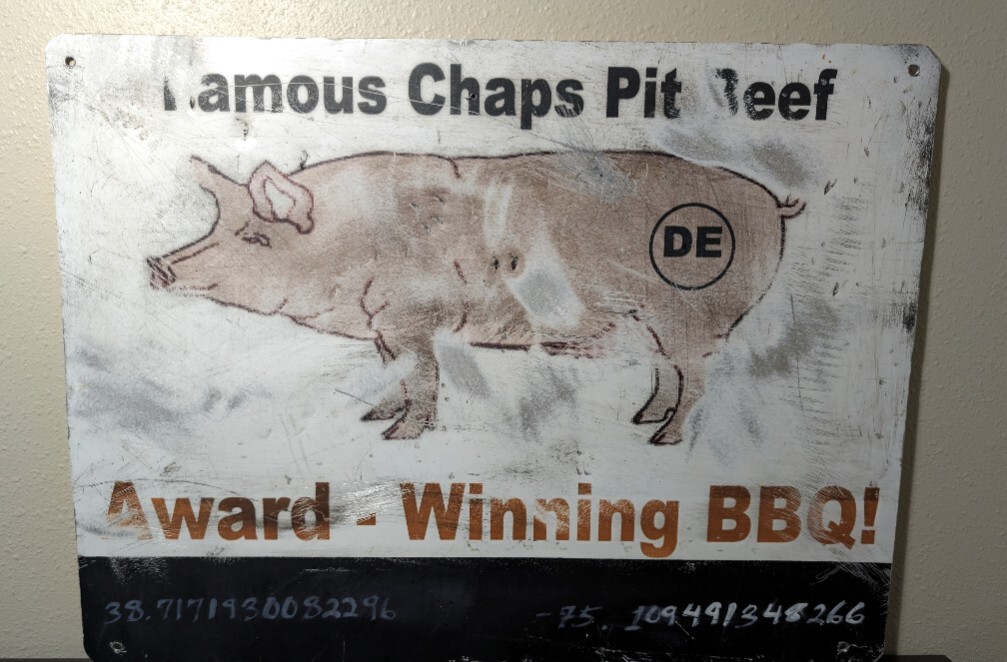 Famous Chaps Pit Beef
DE
Award - Winning BBQ!
38.7171930082296 -75.109491348266